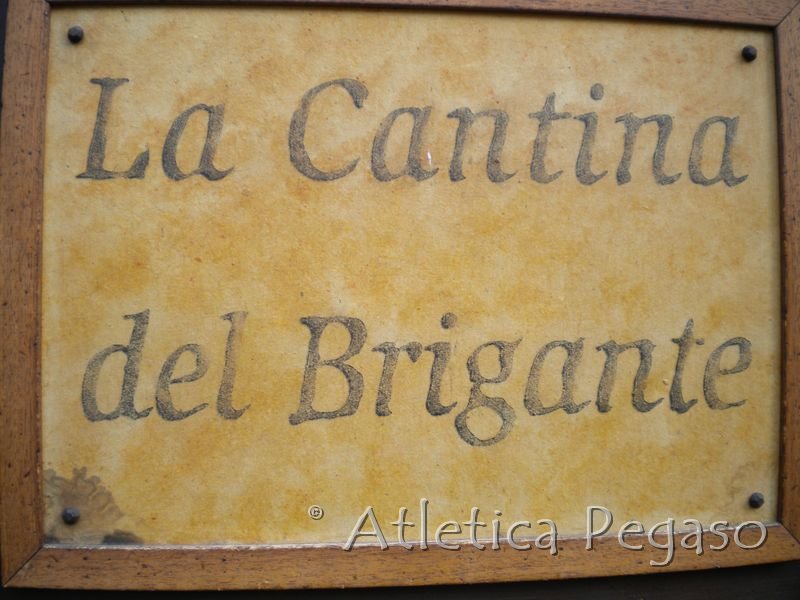 La Cantina
del Brigante
© Atletica Pegaso